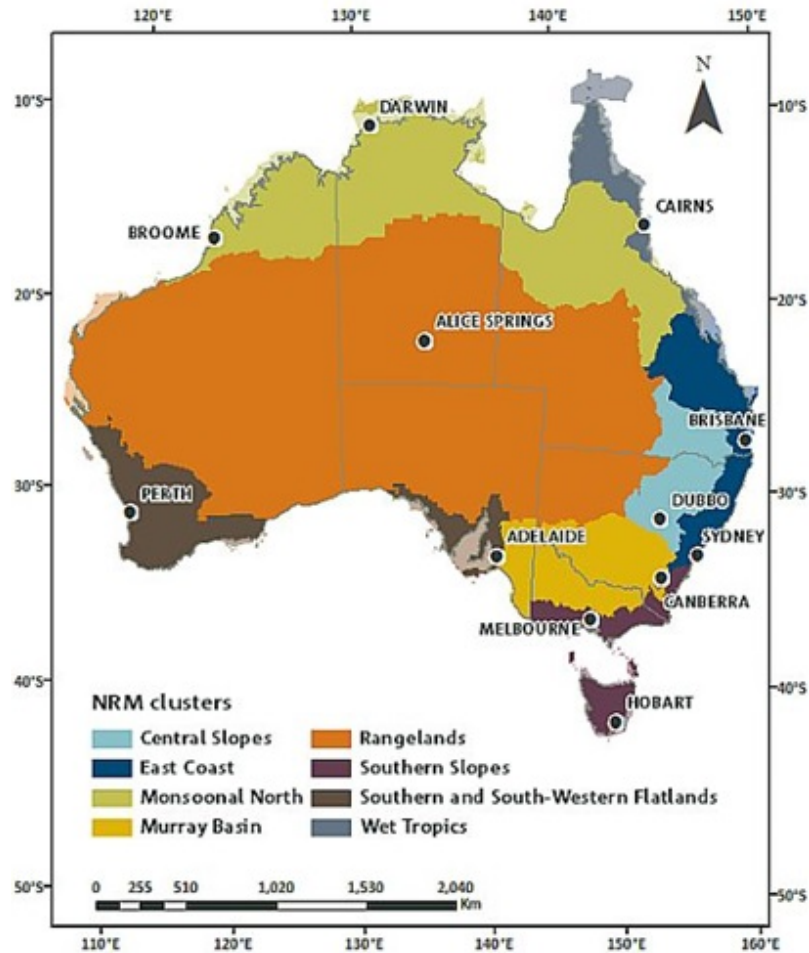 120°E 130°E 140°E 150°E
N
10°S 10°S
DARWIN
CAIRNS
BROOME
20°S 20°S
ALICE SPRINGS
BRISBANE
30°S 30°S
PERTH
DUBBO
ADELAIDE
SYDNEY
CANBERRA
MELBOURNE
40°S 40°S
HOBART
NRM clusters
Central Slopes Rangelands
East Coast Southern Slopes
Monsoonal North Southern and South-Western Flatlands
Murray Basin Wet Tropics
50°S 50°S
0 255 510 1,020 1,530 2,040
Km
110°E 120°E 130°E 140°E 150°E 160°E